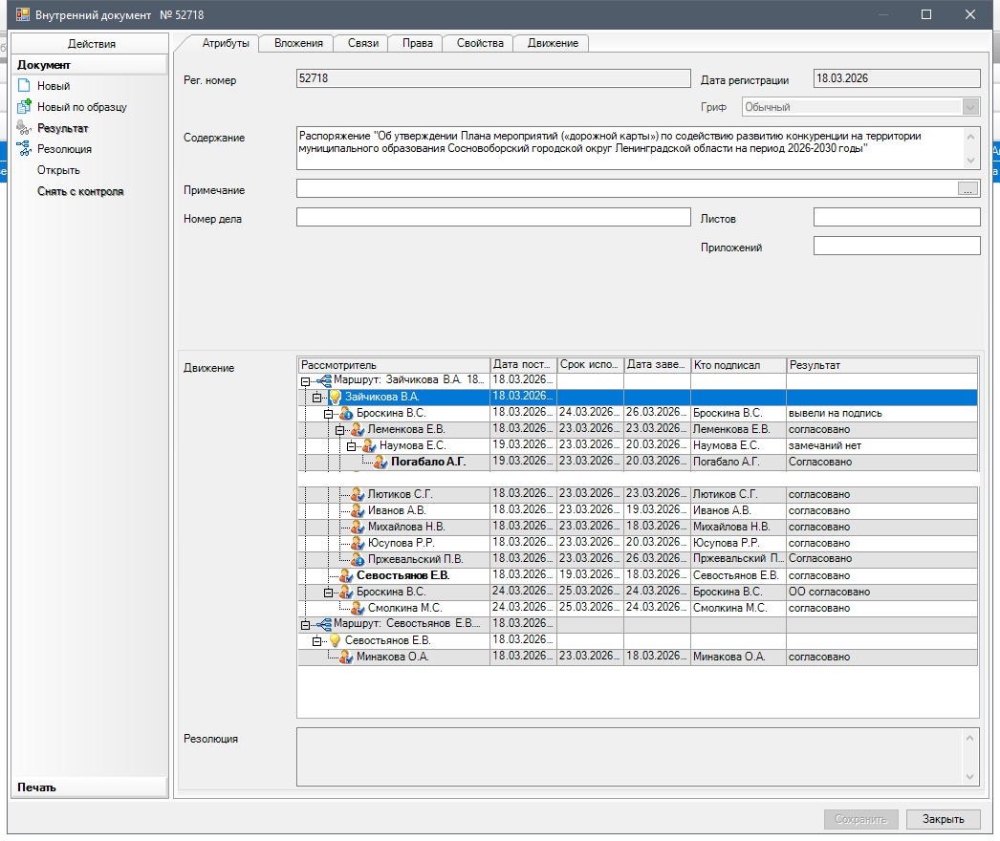 Внутренний документ № 52718
Действия
Документ
Новый
Новый по образцу
Результат
Резолюция
Открыть
Снять с контроля
Печать
Атрибуты Вложения Связи Права Свойства Движение
Рег. номер 52718 Дата регистрации 18.03.2026
Гриф Обычный
Содержание Распоряжение "Об утверждении Плана мероприятий («дорожной карты») по содействию развитию конкуренции на территории
муниципального образования Сосновоборский городской округ Ленинградской области на период 2026-2030 годы"
Примечание ...
Номер дела Листов
Приложений
Движение
Рассмотритель Дата пост... Срок испо... Дата заве... Кто подписал Результат
Маршрут: Зайчикова В.А. 18... 18.03.2026...
Зайчикова В.А. 18.03.2026...
Броскина В.С. 18.03.2026... 24.03.2026... 26.03.2026... Броскина В.С. вывели на подпись
Леменкова Е.В. 18.03.2026... 23.03.2026... 23.03.2026... Леменкова Е.В. согласовано
Наумова Е.С. 19.03.2026... 23.03.2026... 20.03.2026... Наумова Е.С. замечаний нет
Погабало А.Г. 19.03.2026... 23.03.2026... 20.03.2026... Погабало А.Г. Согласовано
Лютиков С.Г. 18.03.2026... 23.03.2026... 23.03.2026... Лютиков С.Г. согласовано
Иванов А.В. 18.03.2026... 23.03.2026... 19.03.2026... Иванов А.В. согласовано
Михайлова Н.В. 18.03.2026... 23.03.2026... 18.03.2026... Михайлова Н.В. согласовано
Юсупова Р.Р. 18.03.2026... 23.03.2026... 20.03.2026... Юсупова Р.Р. согласовано
Пржевальский П.В. 18.03.2026... 23.03.2026... 26.03.2026... Пржевальский П... Согласовано
Севостьянов Е.В. 18.03.2026... 19.03.2026... 18.03.2026... Севостьянов Е.В. согласовано
Броскина В.С. 24.03.2026... 25.03.2026... 24.03.2026... Броскина В.С. ОО согласовано
Смолкина М.С. 24.03.2026... 25.03.2026... 24.03.2026... Смолкина М.С. согласовано
Маршрут: Севостьянов Е.В.... 18.03.2026...
Севостьянов Е.В. 18.03.2026...
Минакова О.А. 18.03.2026... 23.03.2026... 18.03.2026... Минакова О.А. согласовано
Резолюция
Сохранить Закрыть